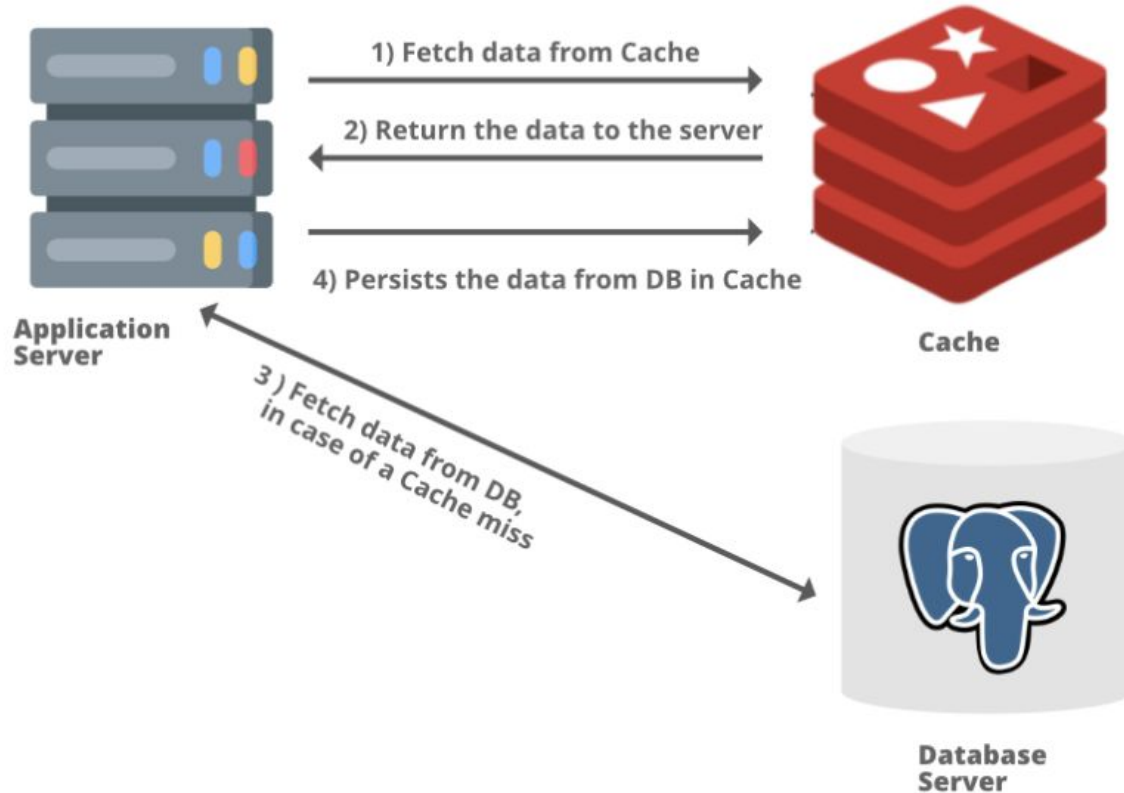 1) Fetch data from Cache
2) Return the data to the server
4) Persists the data from DB in Cache
Application
Server
Cache
3 ) Fetch data from DB,
in case of a Cache miss
Database
Server